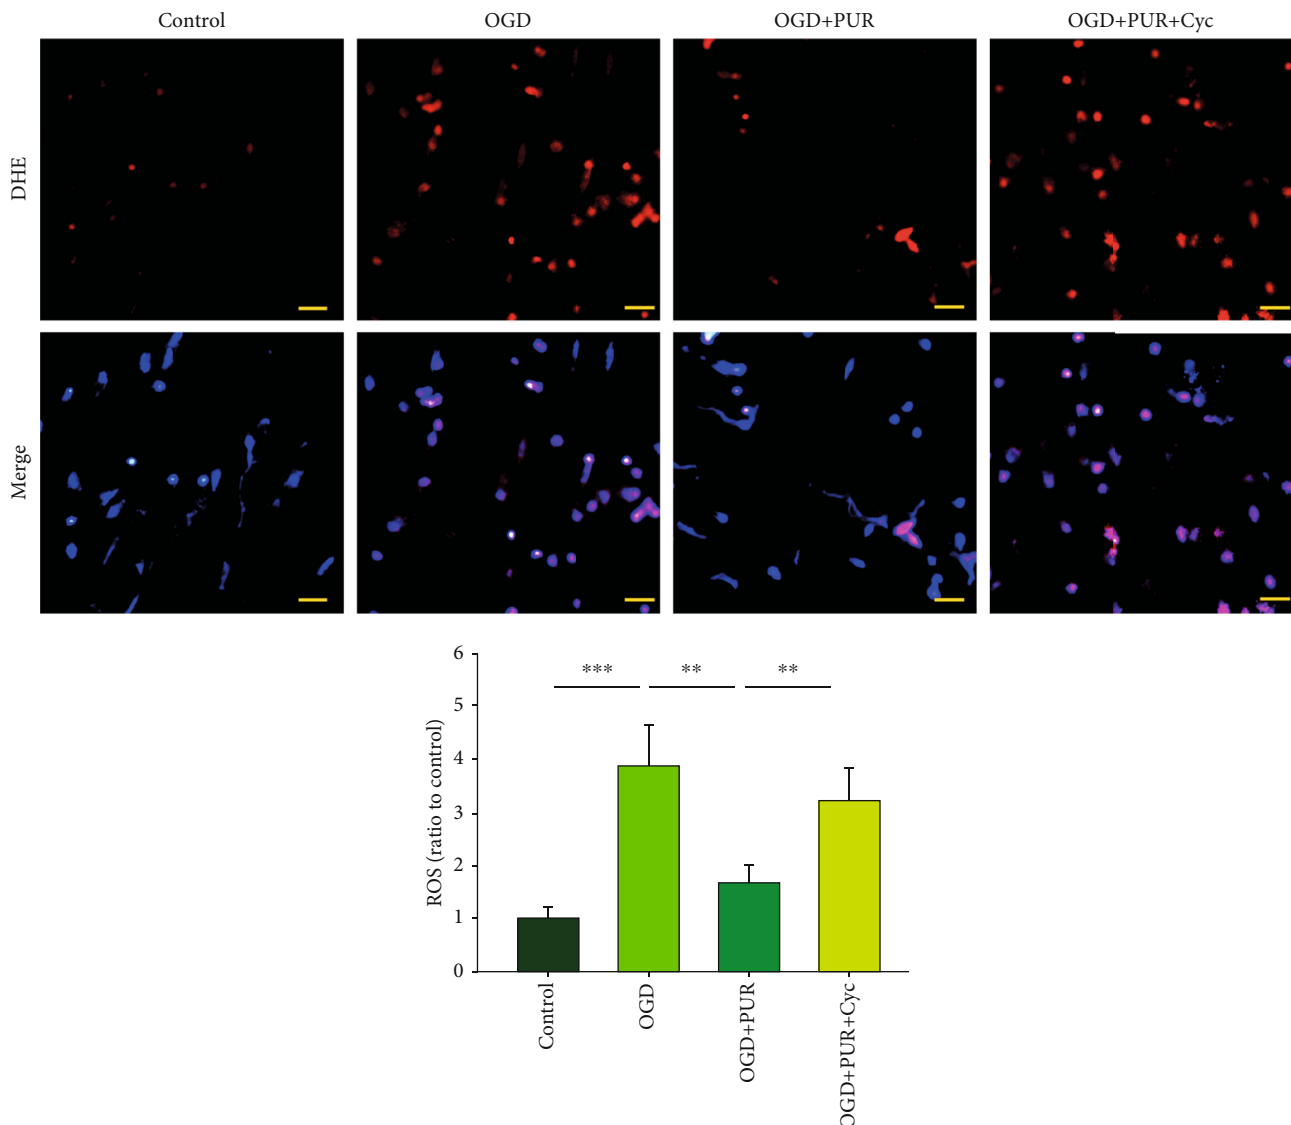 Control
OGD
OGD+PUR
OGD+PUR+Cyc
DHE
Merge
ROS (ratio to control)
6
5
4
3
2
1
0
***
**
**
Control
OGD
OGD+PUR
OGD+PUR+Cyc